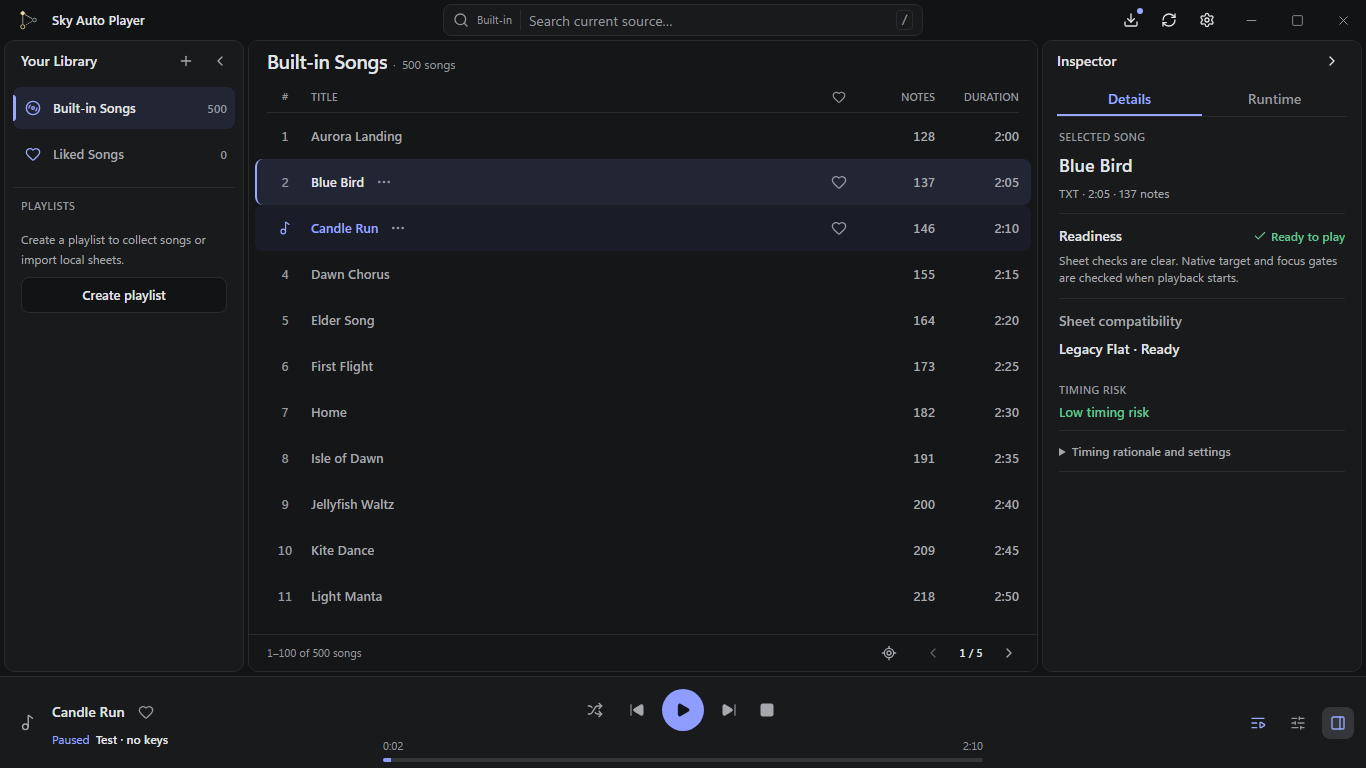 Sky Auto Player
Built-in
Search current source...
/
Your Library
Built-in Songs 500
Liked Songs 0
PLAYLISTS
Create a playlist to collect songs or
import local sheets.
Create playlist
Built-in Songs · 500 songs
# TITLE NOTES DURATION
1 Aurora Landing 128 2:00
2 Blue Bird ··· 137 2:05
Candle Run ··· 146 2:10
4 Dawn Chorus 155 2:15
5 Elder Song 164 2:20
6 First Flight 173 2:25
7 Home 182 2:30
8 Isle of Dawn 191 2:35
9 Jellyfish Waltz 200 2:40
10 Kite Dance 209 2:45
11 Light Manta 218 2:50
1–100 of 500 songs
1 / 5
Inspector
Details Runtime
SELECTED SONG
Blue Bird
TXT · 2:05 · 137 notes
Readiness Ready to play
Sheet checks are clear. Native target and focus gates
are checked when playback starts.
Sheet compatibility
Legacy Flat · Ready
TIMING RISK
Low timing risk
Timing rationale and settings
Candle Run
Paused Test · no keys
0:02 2:10